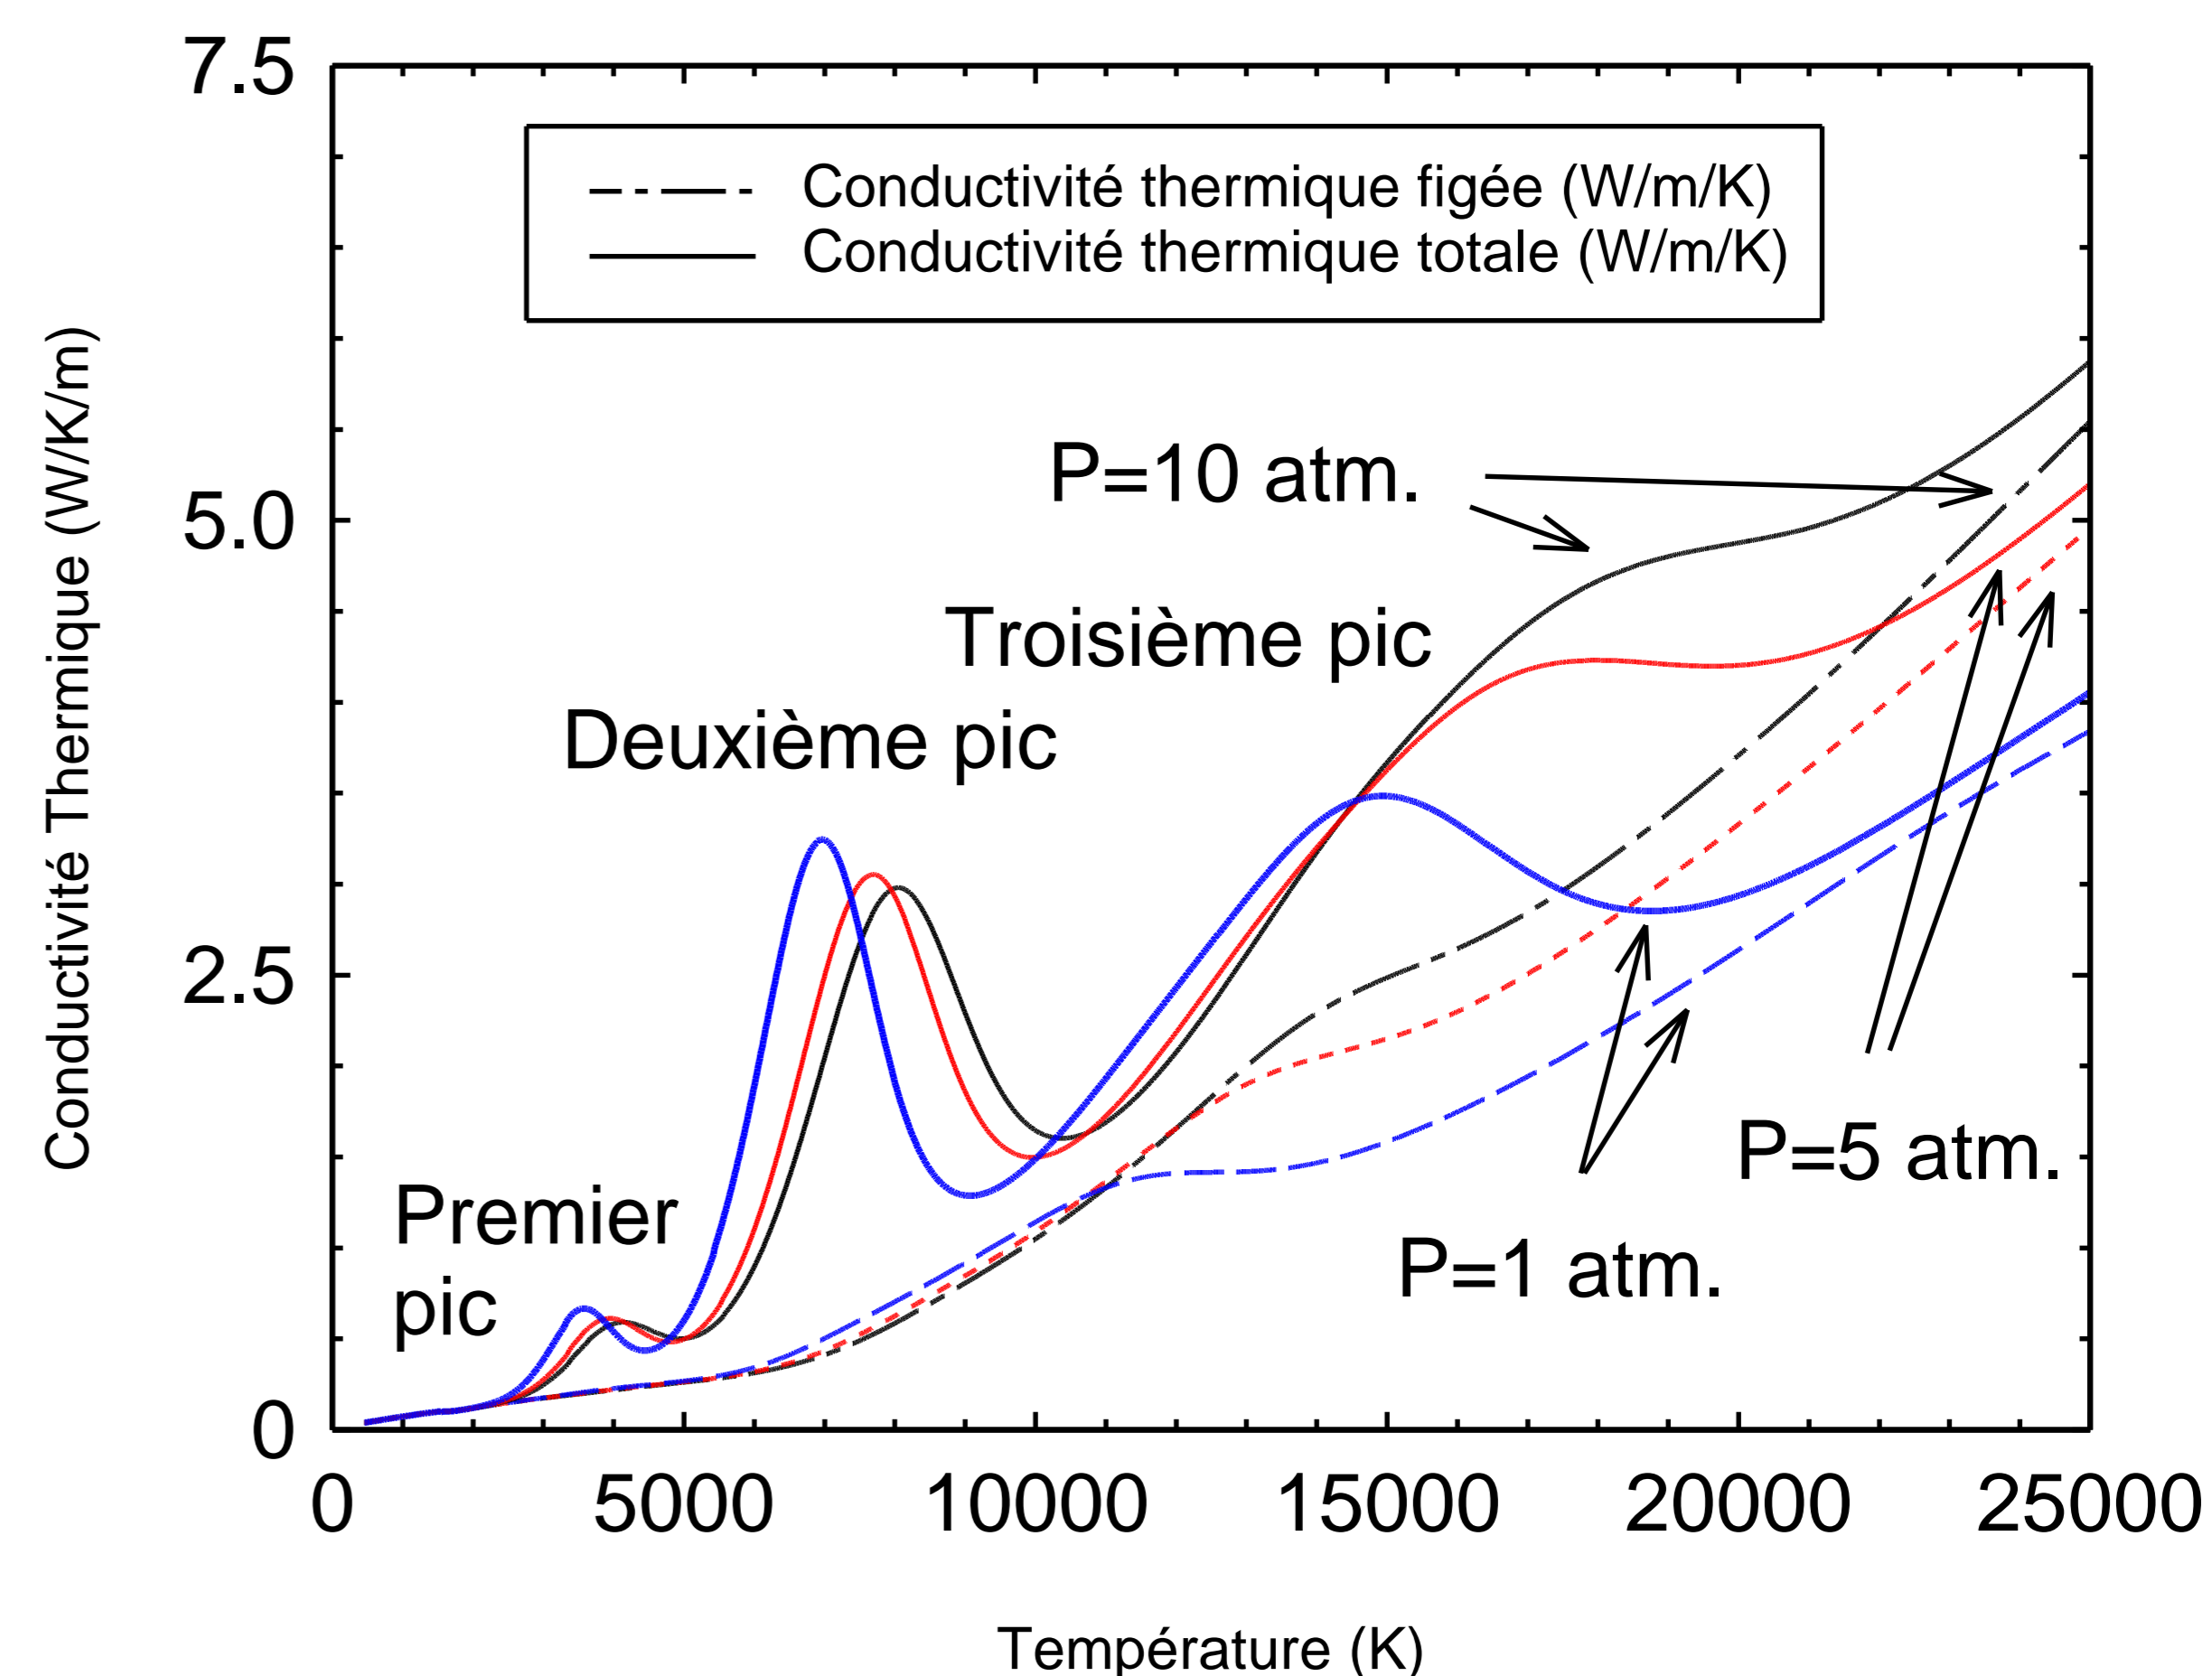 7.5
Conductivité thermique figée (W/m/K)
Conductivité thermique totale (W/m/K)
P=10 atm.
5.0
Troisième pic
Deuxième pic
Conductivité Thermique (W/K/m)
2.5
P=5 atm.
Premier
pic
P=1 atm.
0
0 5000 10000 15000 20000 25000
Température (K)